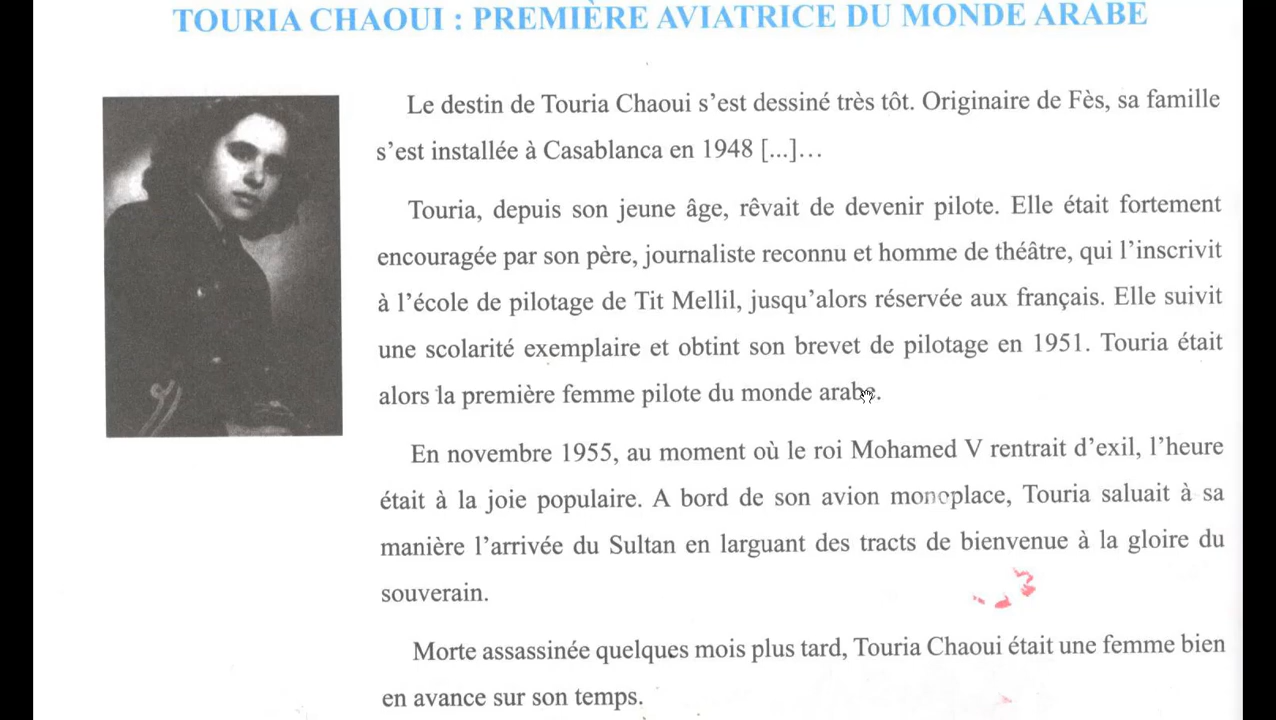 TOURIA CHAOUI : PREMIÈRE AVIATRICE DU MONDE ARABE
Le destin de Touria Chaoui s’est dessiné très tôt. Originaire de Fès, sa famille
s’est installée à Casablanca en 1948 [...]…
Touria, depuis son jeune âge, rêvait de devenir pilote. Elle était fortement
encouragée par son père, journaliste reconnu et homme de théâtre, qui l’inscrivit
à l’école de pilotage de Tit Mellil, jusqu’alors réservée aux français. Elle suivit
une scolarité exemplaire et obtint son brevet de pilotage en 1951. Touria était
alors la première femme pilote du monde arabe.
En novembre 1955, au moment où le roi Mohamed V rentrait d’exil, l’heure
était à la joie populaire. A bord de son avion monoplace, Touria saluait à sa
manière l’arrivée du Sultan en larguant des tracts de bienvenue à la gloire du
souverain.
Morte assassinée quelques mois plus tard, Touria Chaoui était une femme bien
en avance sur son temps.